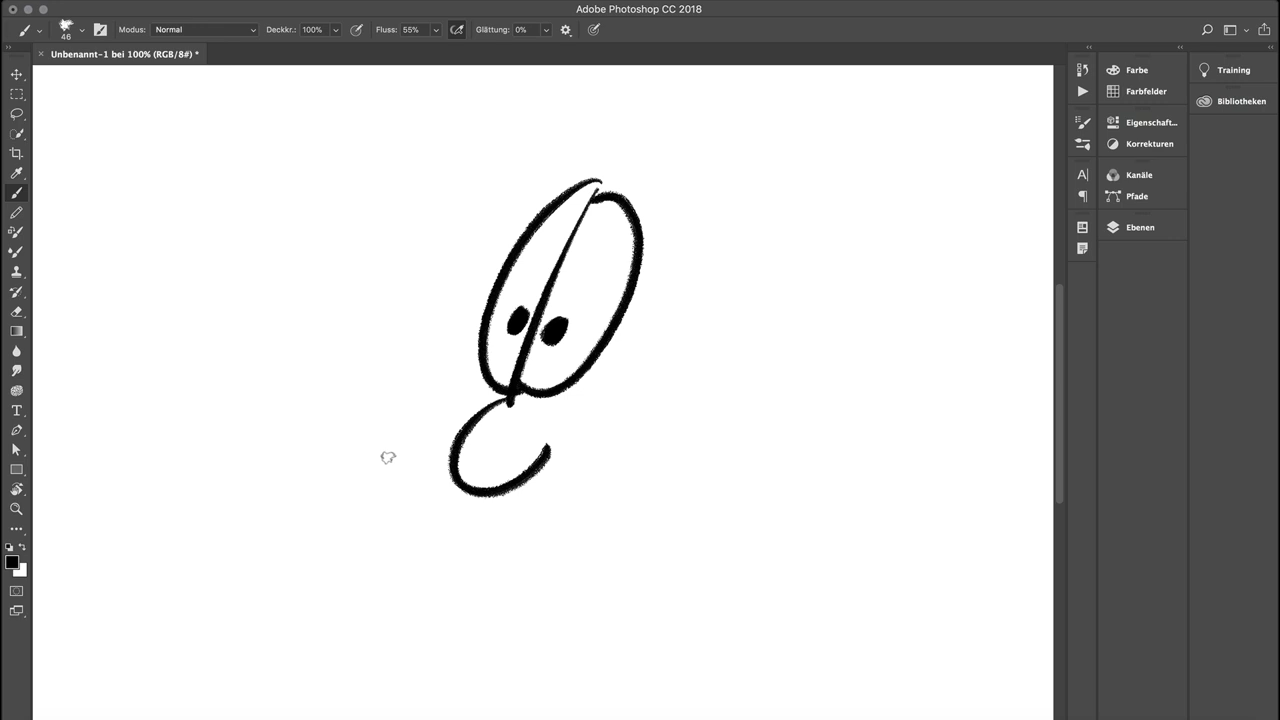 Adobe Photoshop CC 2018
46
Modus: Normal
Deckkr.: 100%
Fluss: 55%
Glättung: 0%
Unbenannt-1 bei 100% (RGB/8#) *
Farbe
Farbfelder
Eigenschaft...
Korrekturen
Kanäle
Pfade
Ebenen
Training
Bibliotheken